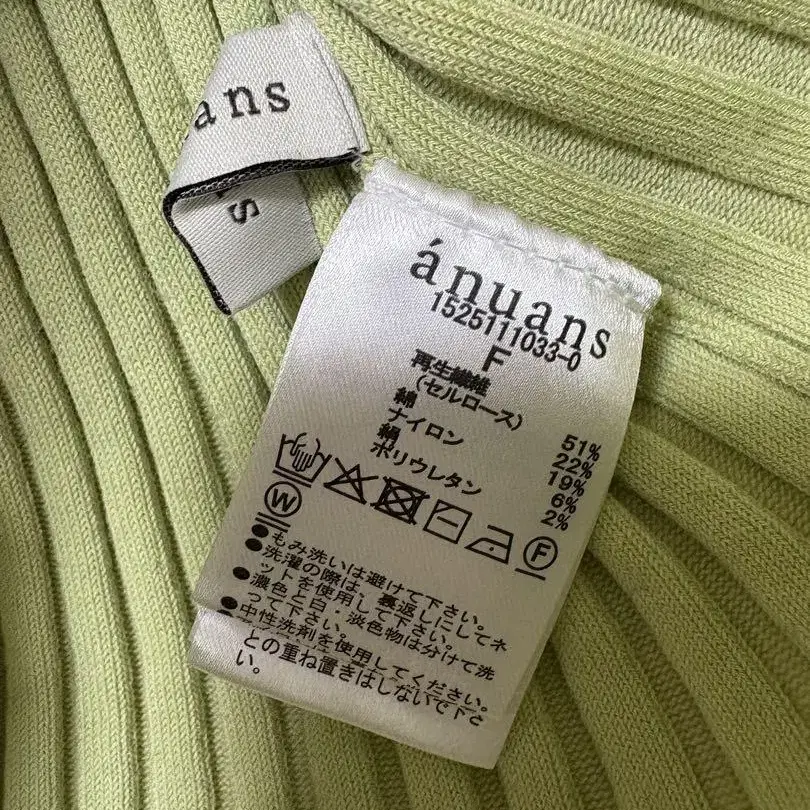 ans
s
ánuans
1525111033-0
F
再生繊維
(セルロース) 51%
綿 22%
ナイロン 19%
絹 6%
ポリウレタン 2%
W
F
●もみ洗いは避けて下さい。
●洗濯の際は、裏返しにしてネ
ットを使用して下さい。
●濃色と白・淡色物は分けて洗
って下さい。
●中性洗剤を使用してください。
との重ね置きはしないで下さ
い。